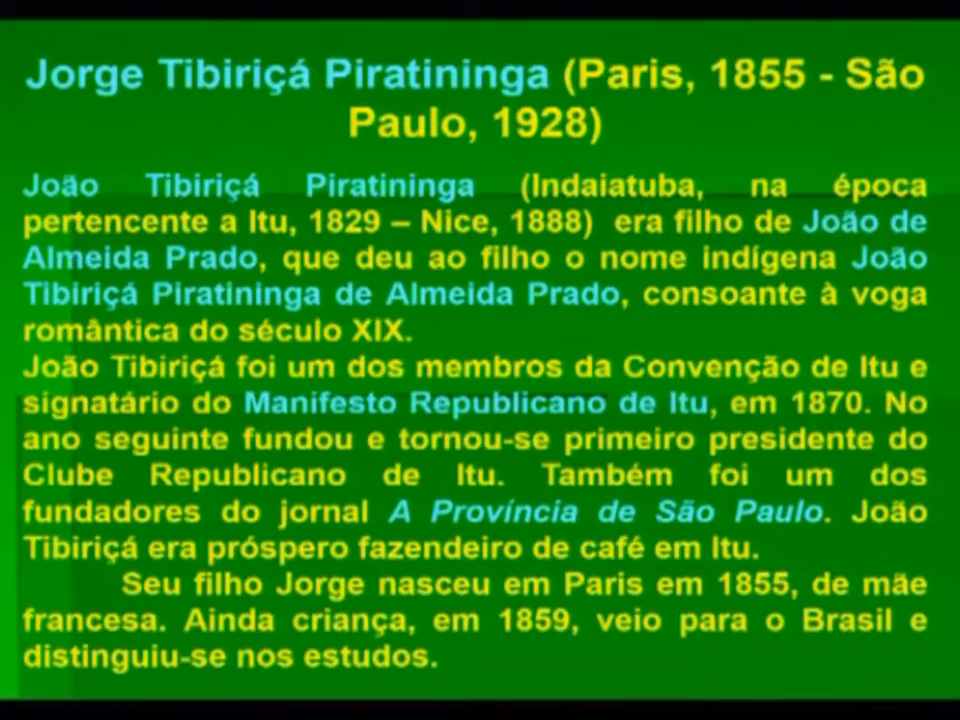 Jorge Tibiriçá Piratininga (Paris, 1855 - São
Paulo, 1928)
João Tibiriçá Piratininga (Indaiatuba, na época
pertencente a Itu, 1829 – Nice, 1888) era filho de João de
Almeida Prado, que deu ao filho o nome indígena João
Tibiriçá Piratininga de Almeida Prado, consoante à voga
romântica do século XIX.
João Tibiriçá foi um dos membros da Convenção de Itu e
signatário do Manifesto Republicano de Itu, em 1870. No
ano seguinte fundou e tornou-se primeiro presidente do
Clube Republicano de Itu. Também foi um dos
fundadores do jornal A Província de São Paulo. João
Tibiriçá era próspero fazendeiro de café em Itu.
Seu filho Jorge nasceu em Paris em 1855, de mãe
francesa. Ainda criança, em 1859, veio para o Brasil e
distinguiu-se nos estudos.